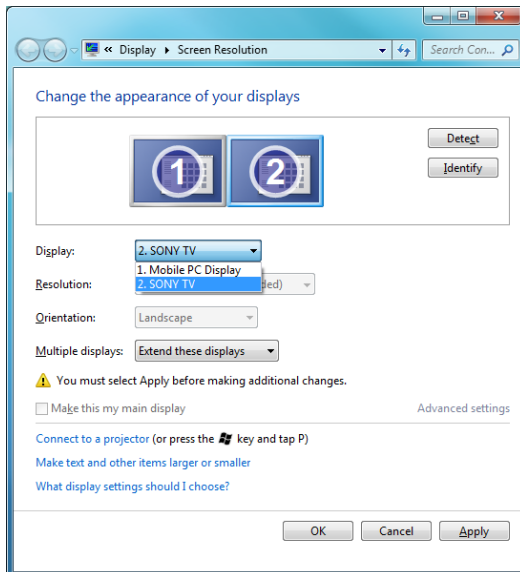 « Display ▸ Screen Resolution
Search Con...
Change the appearance of your displays
1
2
Detect
Identify
Display:
2. SONY TV
1. Mobile PC Display
2. SONY TV
Resolution:
ded)
Orientation:
Landscape
Multiple displays:
Extend these displays
You must select Apply before making additional changes.
Make this my main display
Advanced settings
Connect to a projector (or press the key and tap P)
Make text and other items larger or smaller
What display settings should I choose?
OK
Cancel
Apply